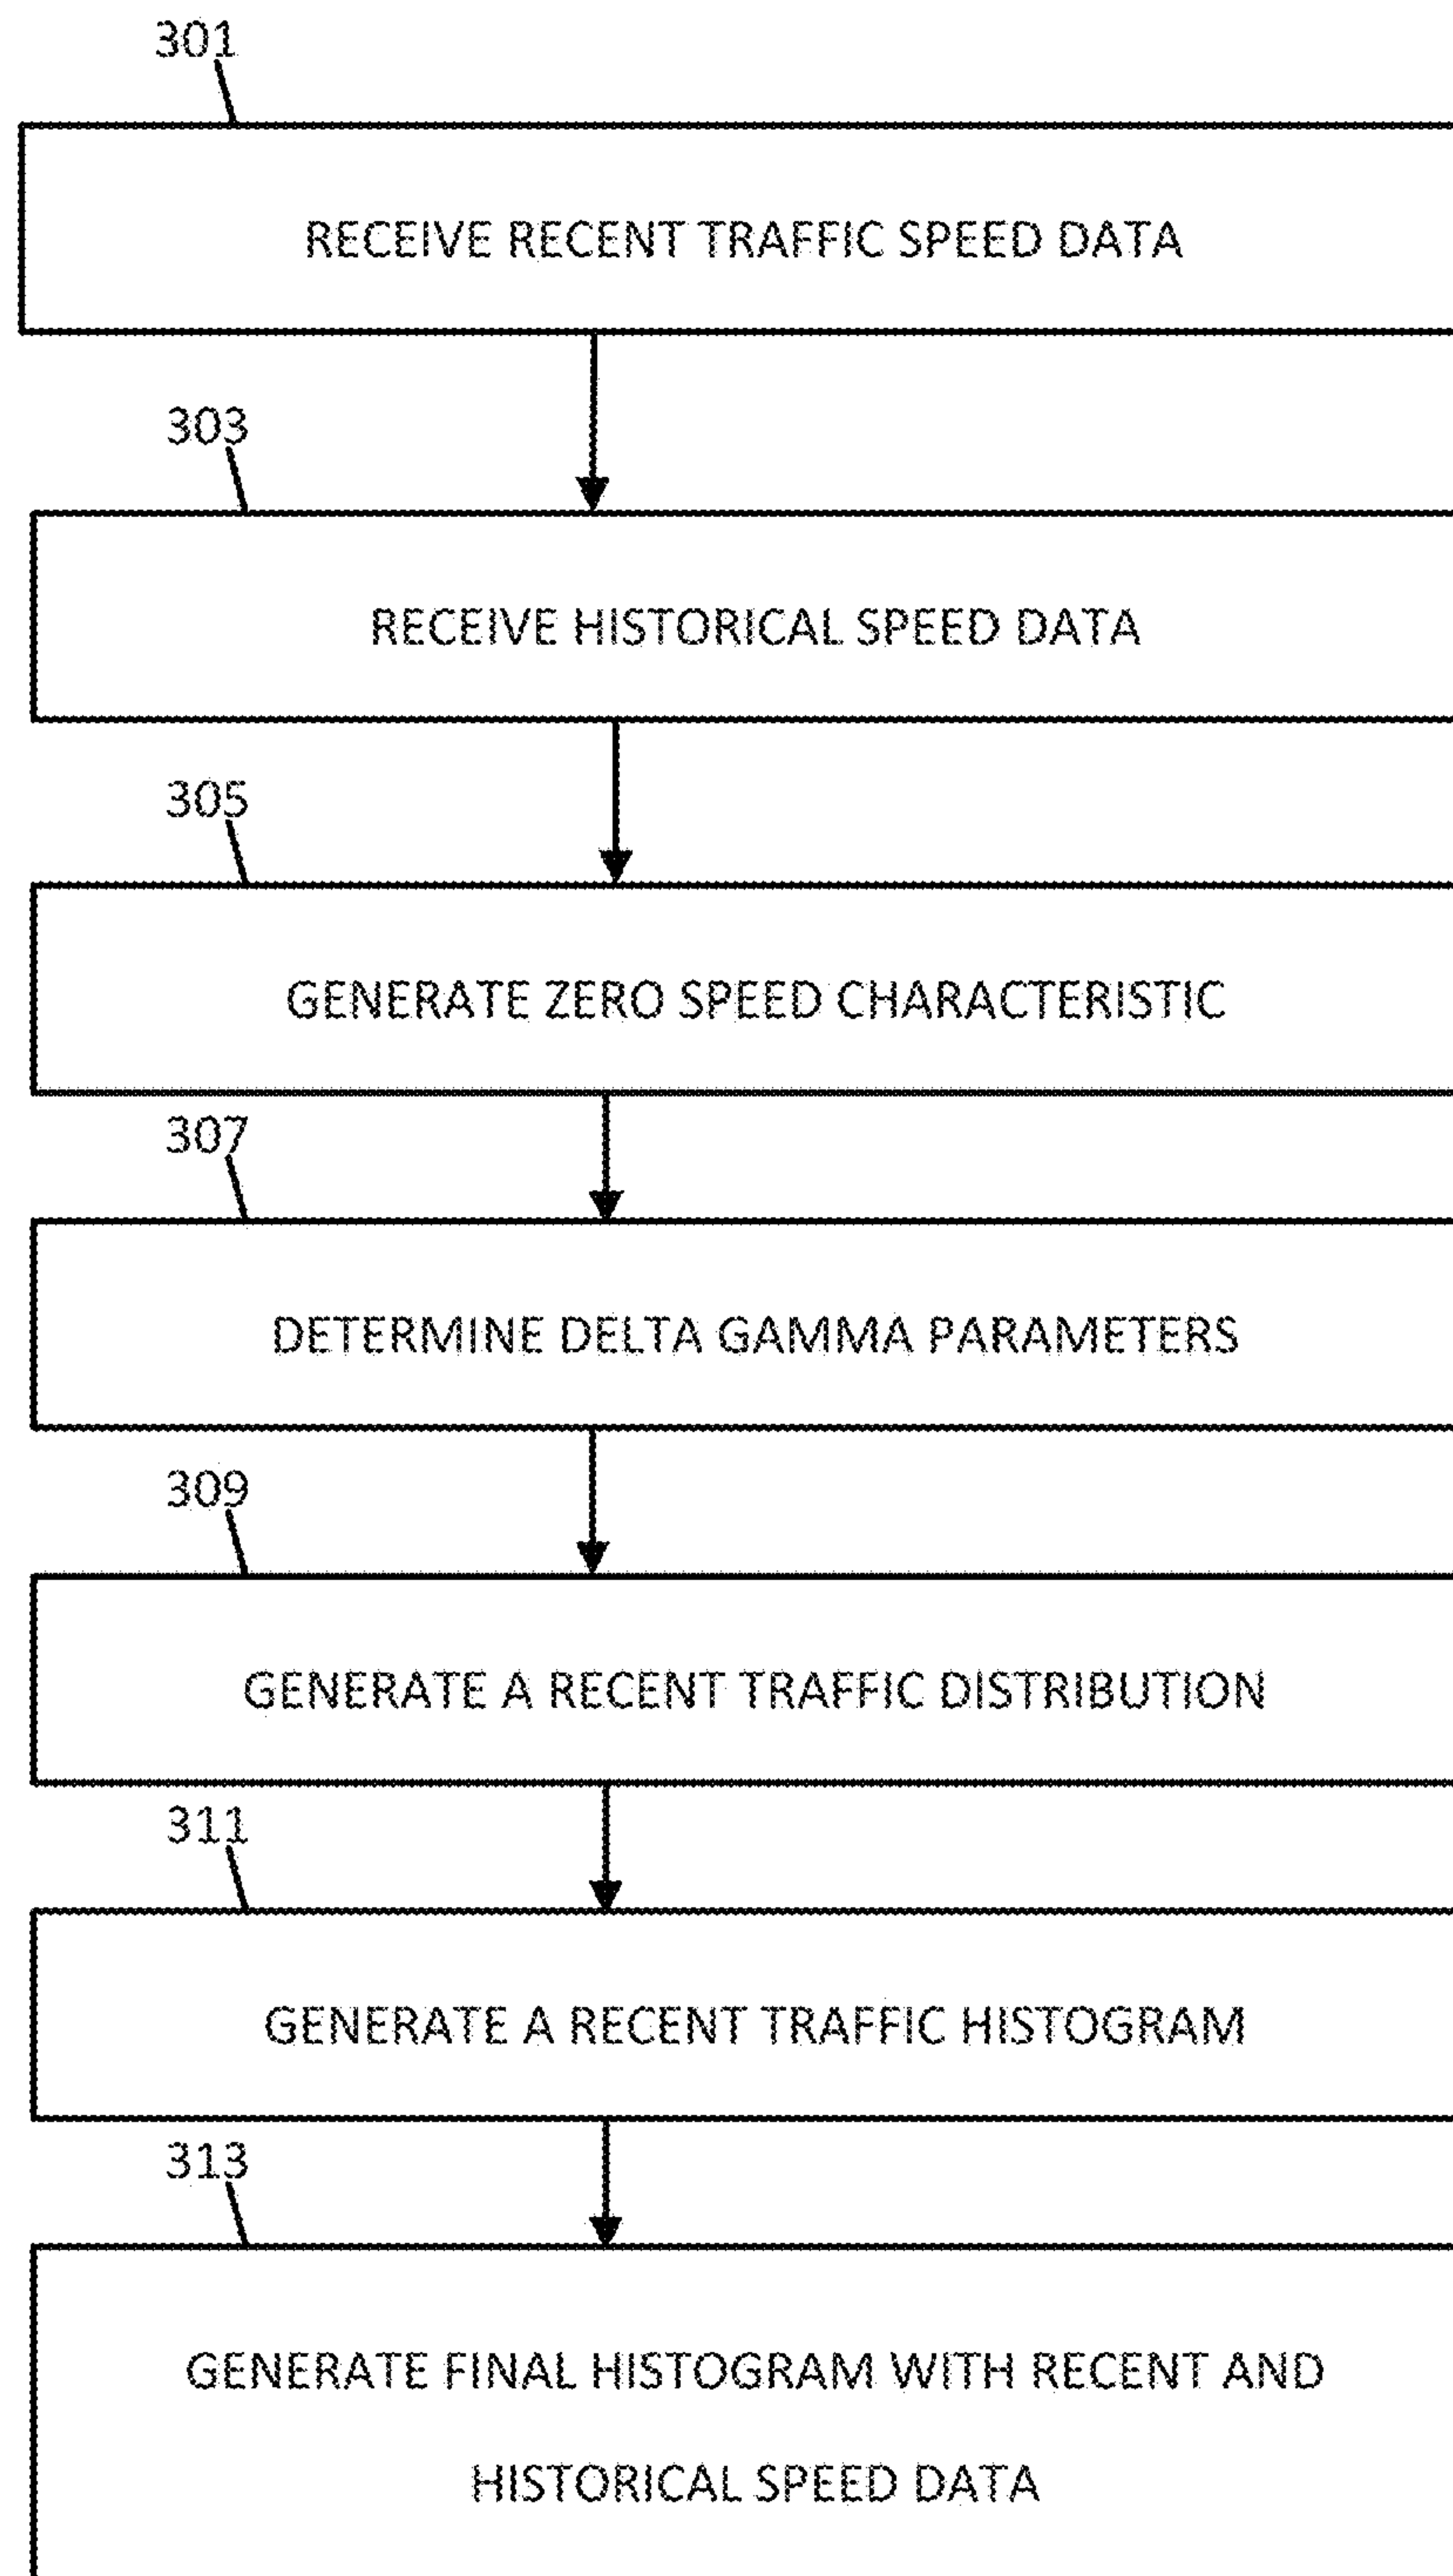 301
RECEIVE RECENT TRAFFIC SPEED DATA
303
RECEIVE HISTORICAL SPEED DATA
305
GENERATE ZERO SPEED CHARACTERISTIC
307
DETERMINE DELTA GAMMA PARAMETERS
309
GENERATE A RECENT TRAFFIC DISTRIBUTION
311
GENERATE A RECENT TRAFFIC HISTOGRAM
313
GENERATE FINAL HISTOGRAM WITH RECENT AND
HISTORICAL SPEED DATA